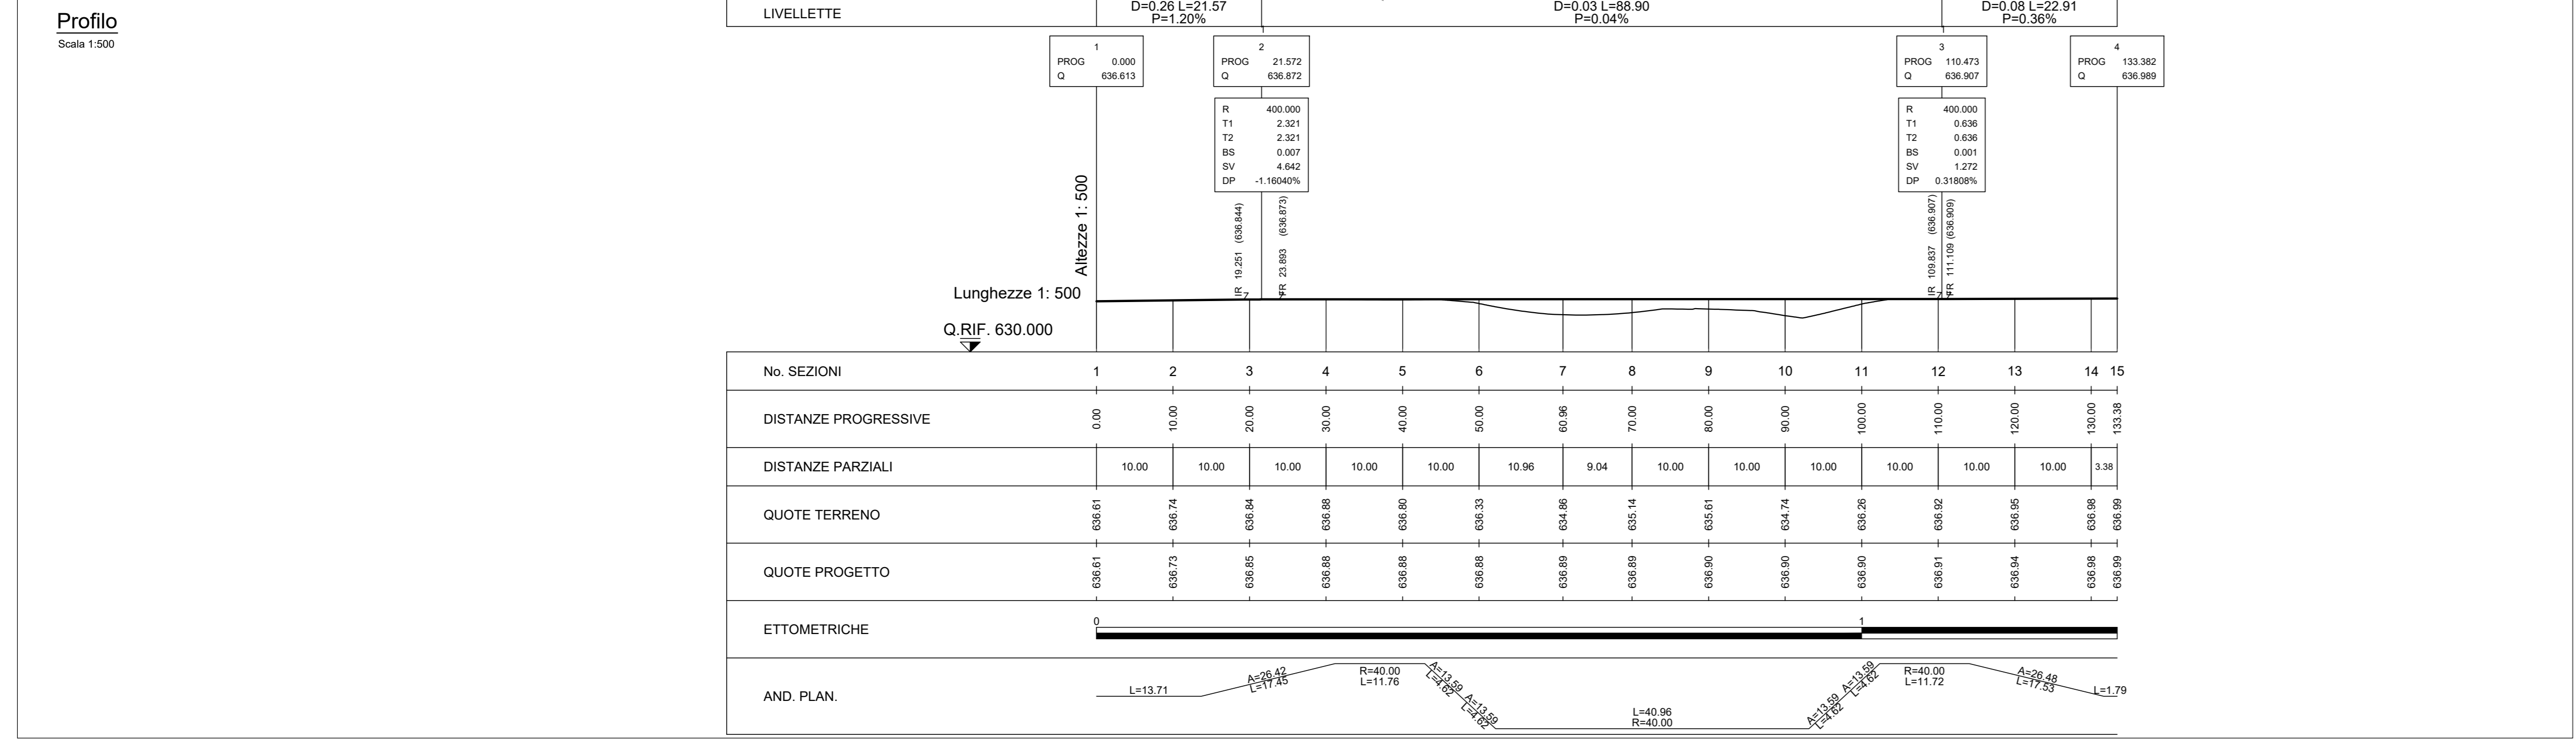 Profilo
Scala 1:500
LIVELLETTE
D=0.26 L=21.57
P=1.20%
D=0.03 L=88.90
P=0.04%
D=0.08 L=22.91
P=0.36%
1
PROG 0.000
Q 636.613
2
PROG 21.572
Q 636.872
3
PROG 110.473
Q 636.907
4
PROG 133.382
Q 636.989
R 400.000
T1 2.321
T2 2.321
BS 0.007
SV 4.642
DP -1.16040%
R 400.000
T1 0.636
T2 0.636
BS 0.001
SV 1.272
DP 0.31808%
IR 19.251 (636.844)
FR 23.893 (636.873)
IR 109.837 (636.907)
FR 111.109 (636.909)
Altezze 1: 500
Lunghezze 1: 500
Q.RIF. 630.000
No. SEZIONI 1 2 3 4 5 6 7 8 9 10 11 12 13 14 15
DISTANZE PROGRESSIVE 0.00 10.00 20.00 30.00 40.00 50.00 60.96 70.00 80.00 90.00 100.00 110.00 120.00 130.00 133.38
DISTANZE PARZIALI 10.00 10.00 10.00 10.00 10.00 10.96 9.04 10.00 10.00 10.00 10.00 10.00 10.00 3.38
QUOTE TERRENO 636.61 636.74 636.84 636.88 636.80 636.33 634.86 635.14 635.61 634.74 636.26 636.92 636.95 636.98 636.99
QUOTE PROGETTO 636.61 636.73 636.85 636.88 636.88 636.88 636.89 636.89 636.90 636.90 636.90 636.91 636.94 636.98 636.99
ETTOMETRICHE 0 1
AND. PLAN.
L=13.71
A=26.42
L=17.45
R=40.00
L=11.76
A=13.59
L=4.62
A=13.59
L=4.62
L=40.96
R=40.00
A=13.59
L=4.62
A=13.59
L=4.62
R=40.00
L=11.72
A=26.48
L=17.53
L=1.79